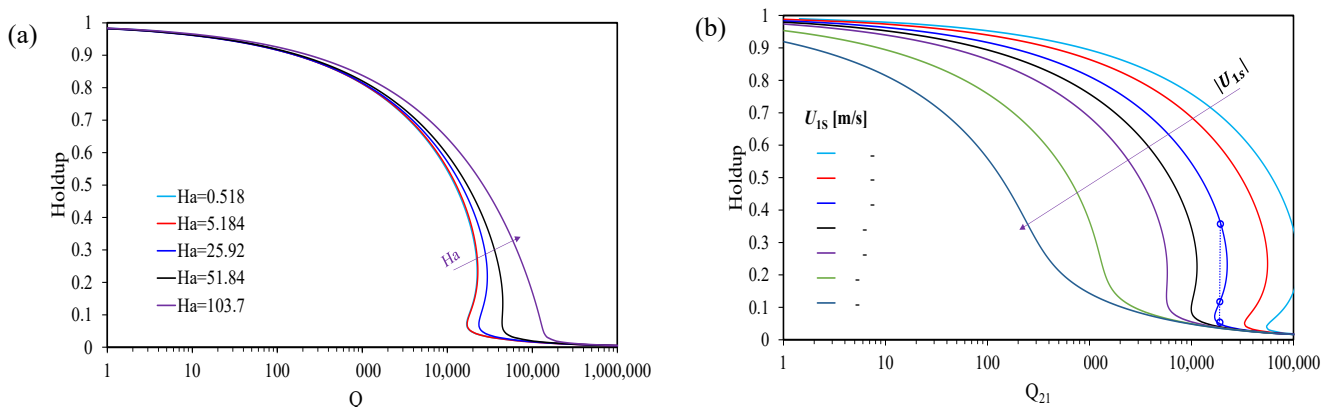 (a)
Holdup
1
0.9
0.8
0.7
0.6
0.5
0.4
0.3
0.2
0.1
0
Ha=0.518
Ha=5.184
Ha=25.92
Ha=51.84
Ha=103.7
Ha
1 10 100 000 10,000 100,000 1,000,000
Q
(b)
Holdup
1
0.9
0.8
0.7
0.6
0.5
0.4
0.3
0.2
0.1
0
|U1s|
U1S [m/s]
-
-
-
-
-
-
-
1 10 100 000 10,000 100,000
Q21